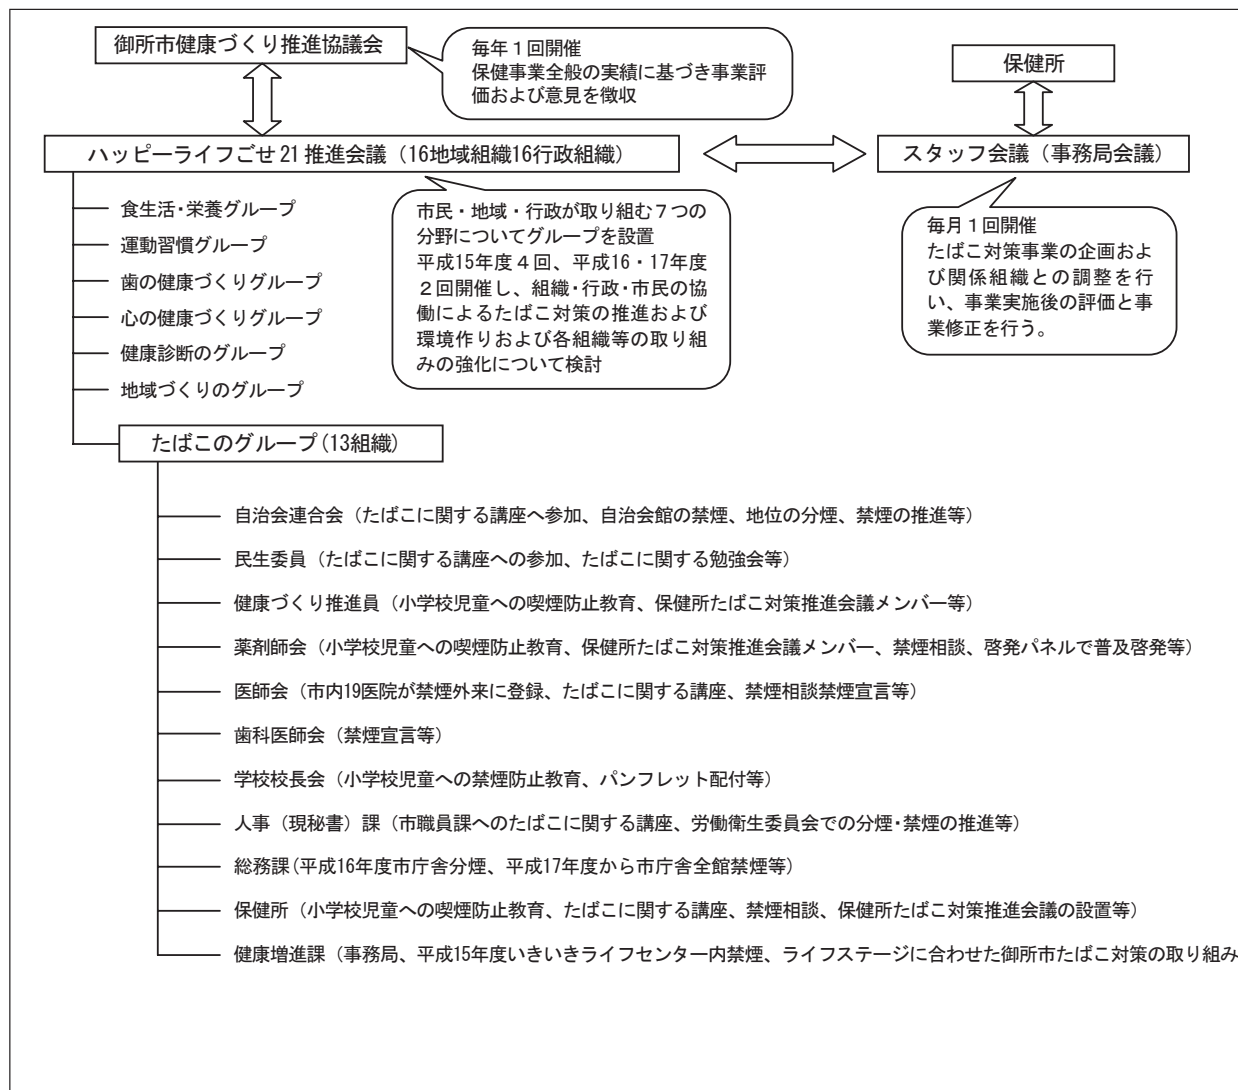 御所市健康づくり推進協議会
毎年1回開催
保健事業全般の実績に基づき事業評
価および意見を徴収
保健所
ハッピーライフごせ21推進会議（16地域組織16行政組織）
スタッフ会議（事務局会議）
食生活・栄養グループ
運動習慣グループ
歯の健康づくりグループ
心の健康づくりグループ
健康診断のグループ
地域づくりのグループ
市民・地域・行政が取り組む７つの
分野についてグループを設置
平成15年度４回、平成16・17年度
２回開催し、組織・行政・市民の協
働によるたばこ対策の推進および
環境作りおよび各組織等の取り組
みの強化について検討
毎月１回開催
たばこ対策事業の企画およ
び関係組織との調整を行
い、事業実施後の評価と事
業修正を行う。
たばこのグループ(13組織)
自治会連合会（たばこに関する講座へ参加、自治会館の禁煙、地位の分煙、禁煙の推進等）
民生委員（たばこに関する講座への参加、たばこに関する勉強会等）
健康づくり推進員（小学校児童への喫煙防止教育、保健所たばこ対策推進会議メンバー等）
薬剤師会（小学校児童への喫煙防止教育、保健所たばこ対策推進会議メンバー、禁煙相談、啓発パネルで普及啓発等）
医師会（市内19医院が禁煙外来に登録、たばこに関する講座、禁煙相談禁煙宣言等）
歯科医師会（禁煙宣言等）
学校校長会（小学校児童への禁煙防止教育、パンフレット配付等）
人事（現秘書）課（市職員課へのたばこに関する講座、労働衛生委員会での分煙・禁煙の推進等）
総務課(平成16年度市庁舎分煙、平成17年度から市庁舎全館禁煙等）
保健所（小学校児童への喫煙防止教育、たばこに関する講座、禁煙相談、保健所たばこ対策推進会議の設置等）
健康増進課（事務局、平成15年度いきいきライフセンター内禁煙、ライフステージに合わせた御所市たばこ対策の取り組み